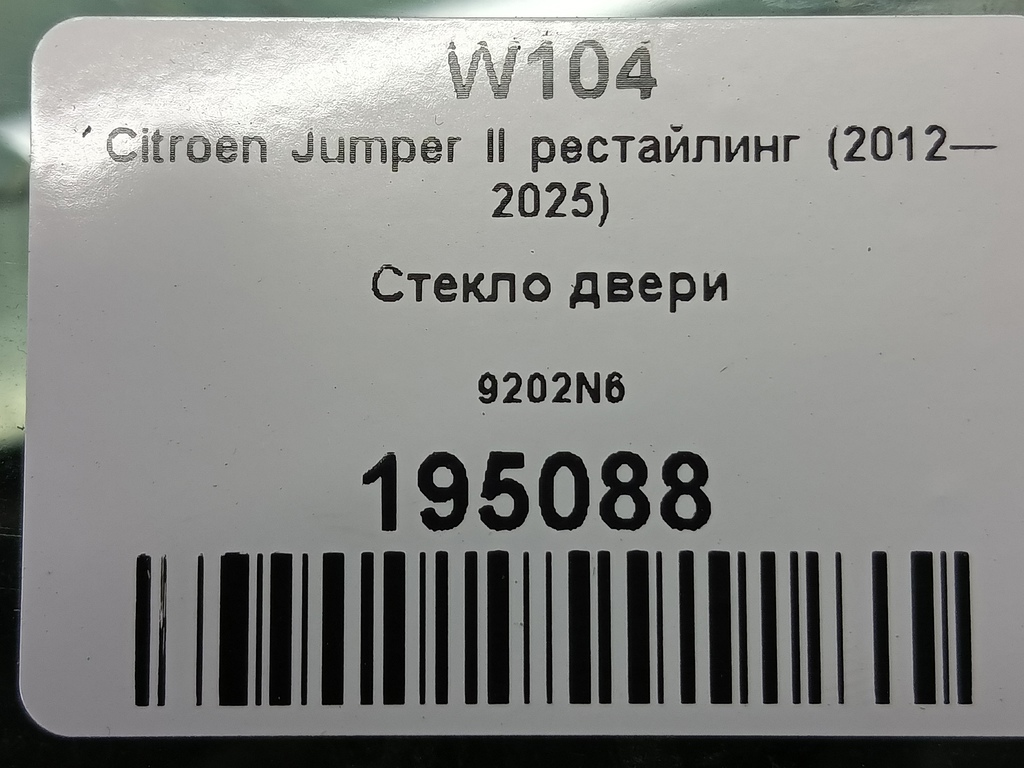 W104
Citroen Jumper II рестайлинг (2012—
2025)
Стекло двери
9202N6
195088